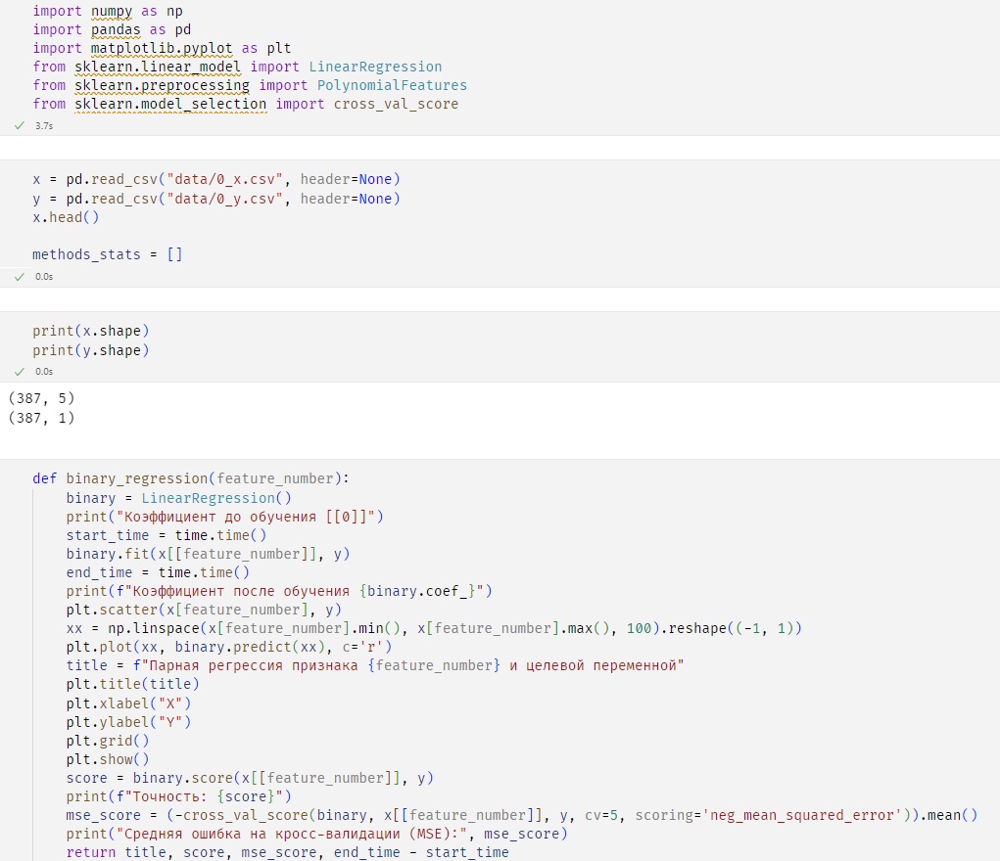 import numpy as np
import pandas as pd
import matplotlib.pyplot as plt
from sklearn.linear_model import LinearRegression
from sklearn.preprocessing import PolynomialFeatures
from sklearn.model_selection import cross_val_score
✓ 3.7s
x = pd.read_csv("data/0_x.csv", header=None)
y = pd.read_csv("data/0_y.csv", header=None)
x.head()
methods_stats = []
✓ 0.0s
print(x.shape)
print(y.shape)
✓ 0.0s
(387, 5)
(387, 1)
def binary_regression(feature_number):
    binary = LinearRegression()
    print("Коэффициент до обучения [[0]]")
    start_time = time.time()
    binary.fit(x[[feature_number]], y)
    end_time = time.time()
    print(f"Коэффициент после обучения {binary.coef_}")
    plt.scatter(x[feature_number], y)
    xx = np.linspace(x[feature_number].min(), x[feature_number].max(), 100).reshape((-1, 1))
    plt.plot(xx, binary.predict(xx), c='r')
    title = f"Парная регрессия признака {feature_number} и целевой переменной"
    plt.title(title)
    plt.xlabel("X")
    plt.ylabel("Y")
    plt.grid()
    plt.show()
    score = binary.score(x[[feature_number]], y)
    print(f"Точность: {score}")
    mse_score = (-cross_val_score(binary, x[[feature_number]], y, cv=5, scoring='neg_mean_squared_error')).mean()
    print("Средняя ошибка на кросс-валидации (MSE):", mse_score)
    return title, score, mse_score, end_time - start_time